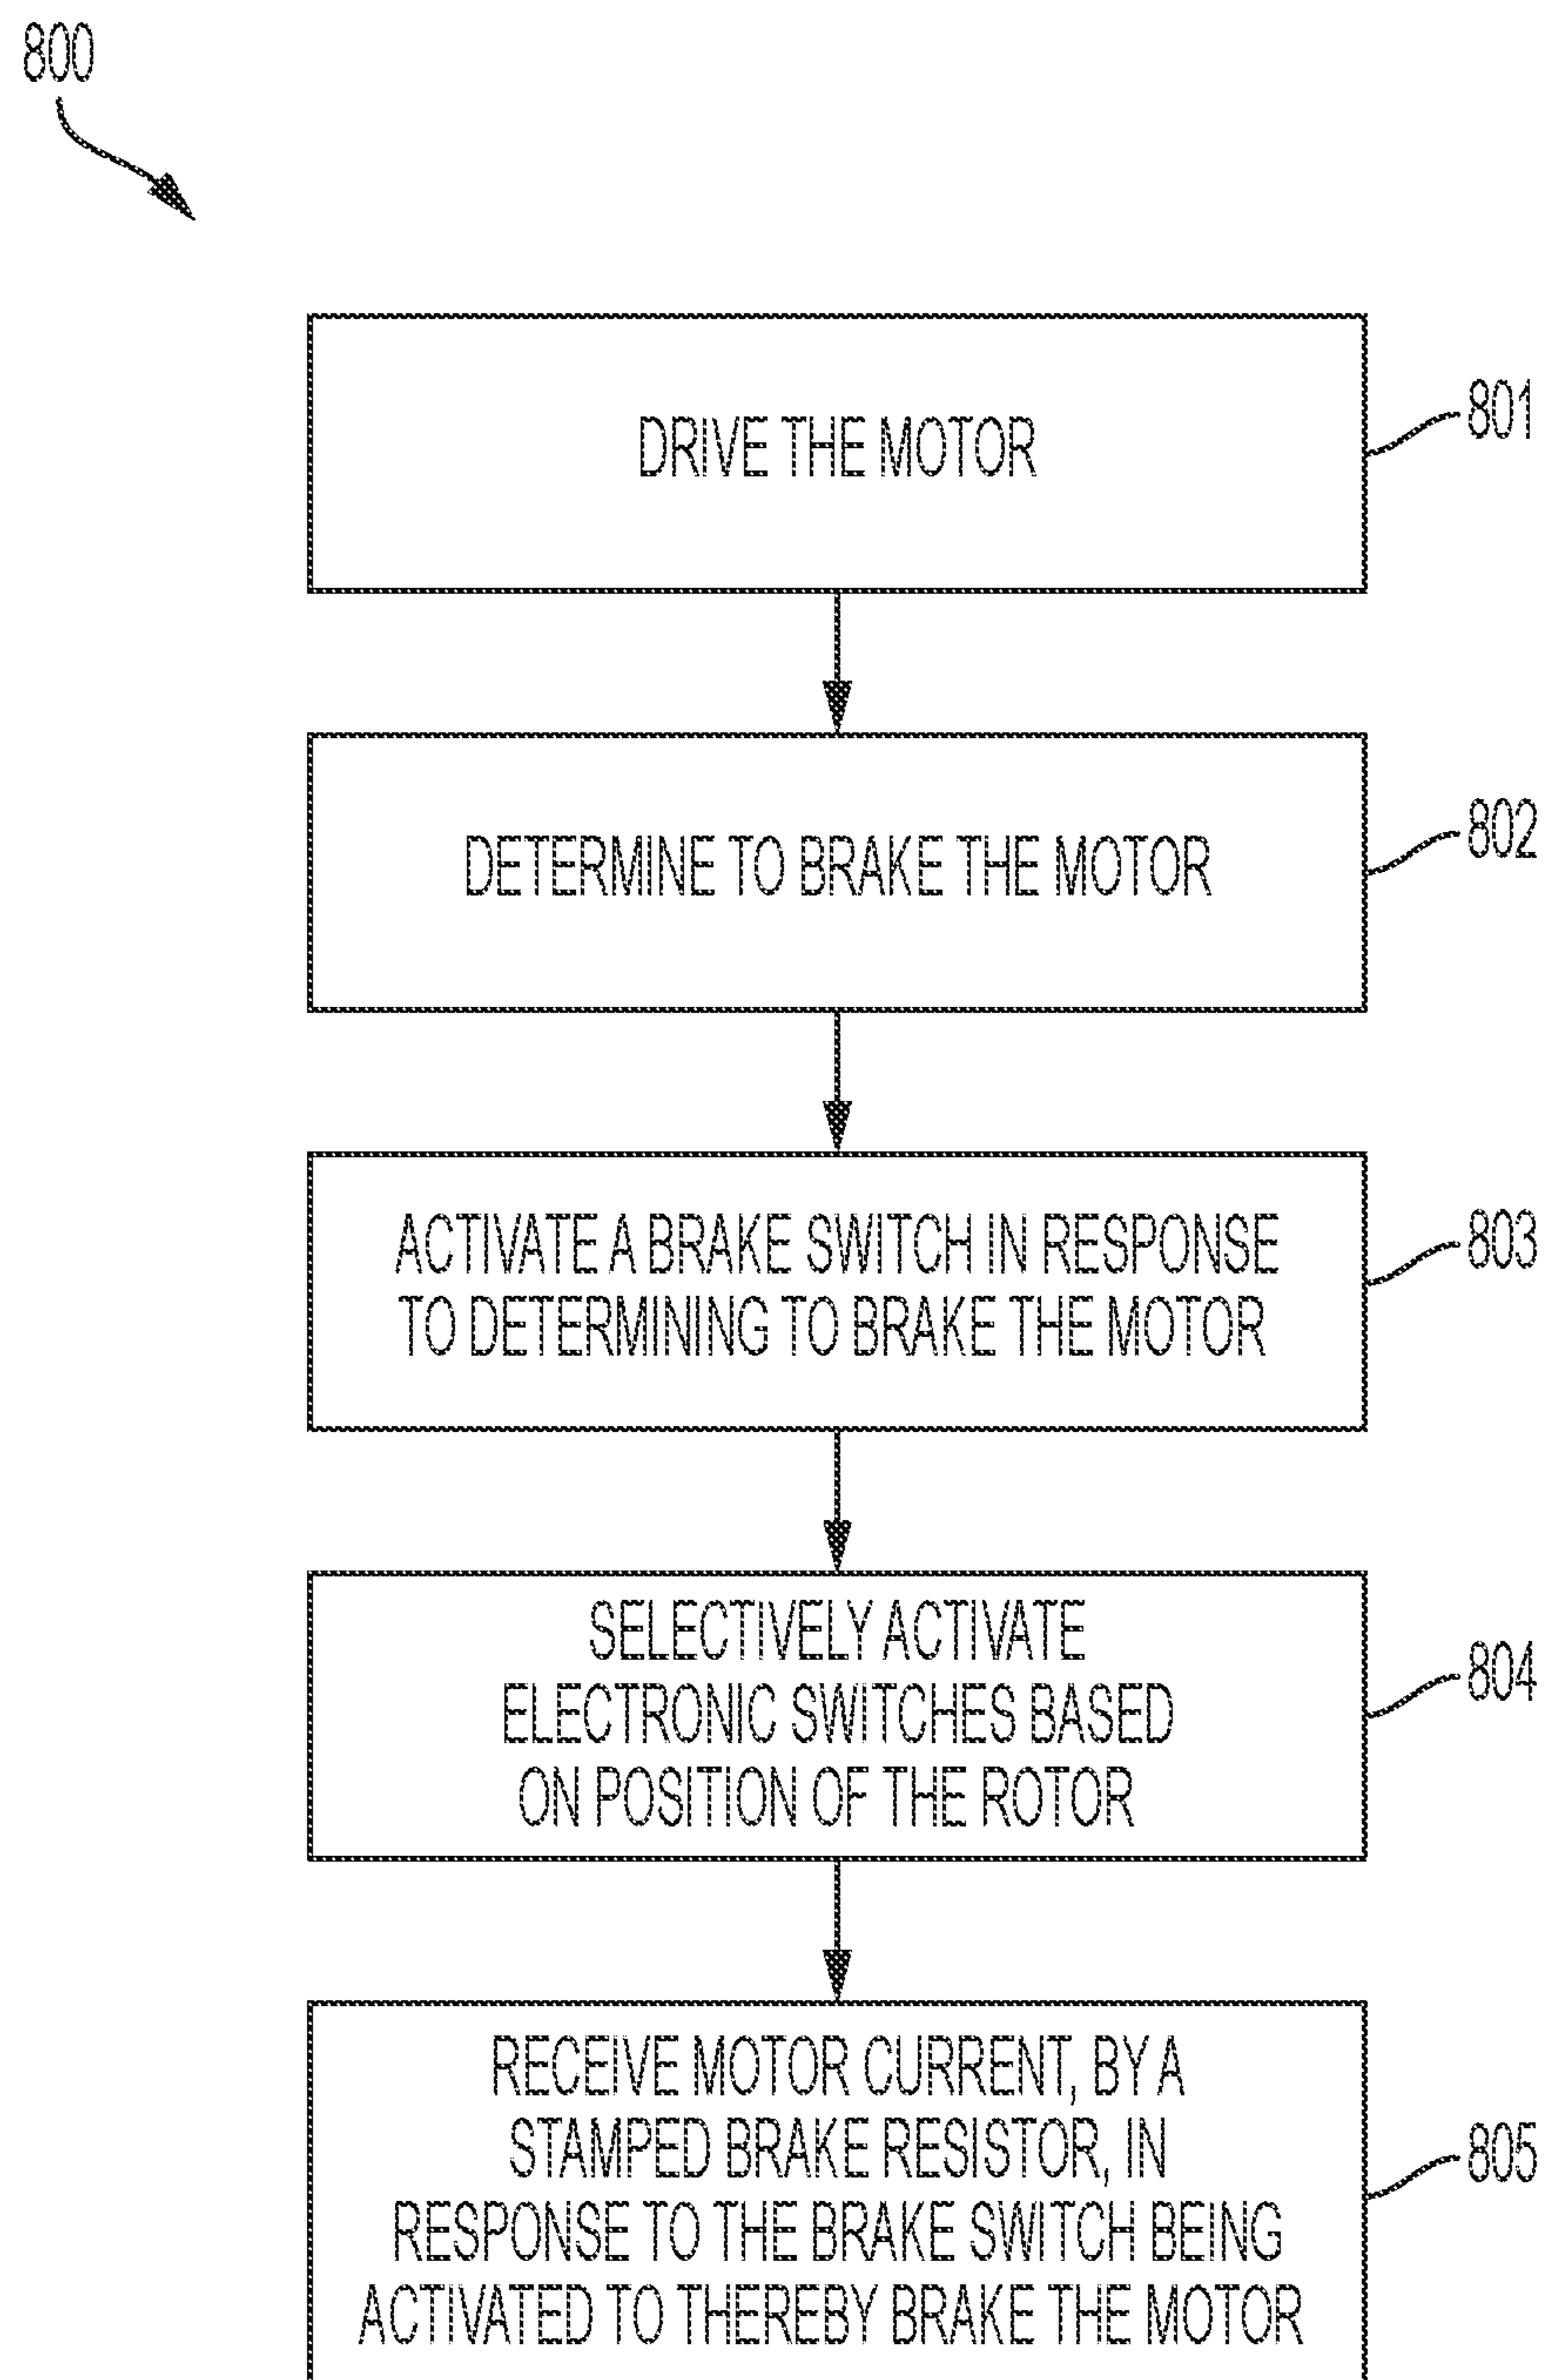 800
DRIVE THE MOTOR
801
DETERMINE TO BRAKE THE MOTOR
802
ACTIVATE A BRAKE SWITCH IN RESPONSE
TO DETERMINING TO BRAKE THE MOTOR
803
SELECTIVELY ACTIVATE
ELECTRONIC SWITCHES BASED
ON POSITION OF THE ROTOR
804
RECEIVE MOTOR CURRENT, BY A
STAMPED BRAKE RESISTOR, IN
RESPONSE TO THE BRAKE SWITCH BEING
ACTIVATED TO THEREBY BRAKE THE MOTOR
805